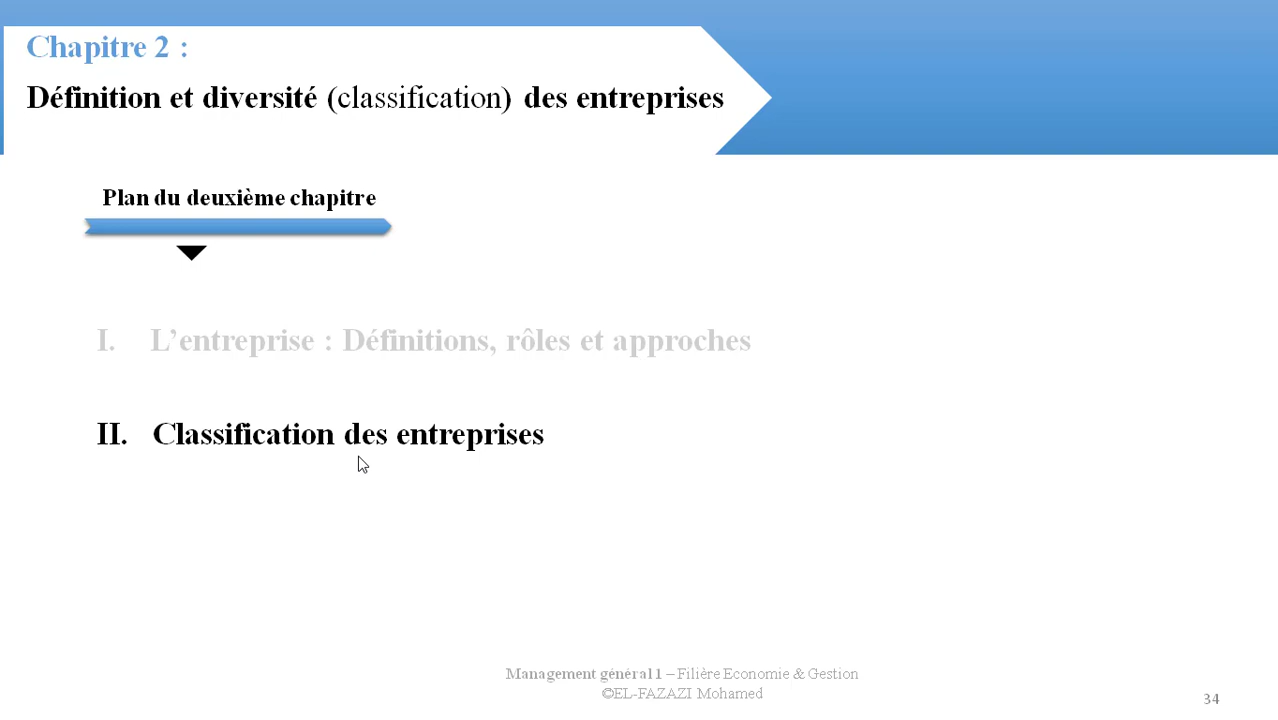 Chapitre 2 :
Définition et diversité (classification) des entreprises
Plan du deuxième chapitre
I. L’entreprise : Définitions, rôles et approches
II. Classification des entreprises
Management général 1 – Filière Economie & Gestion
©EL-FAZAZI Mohamed
34